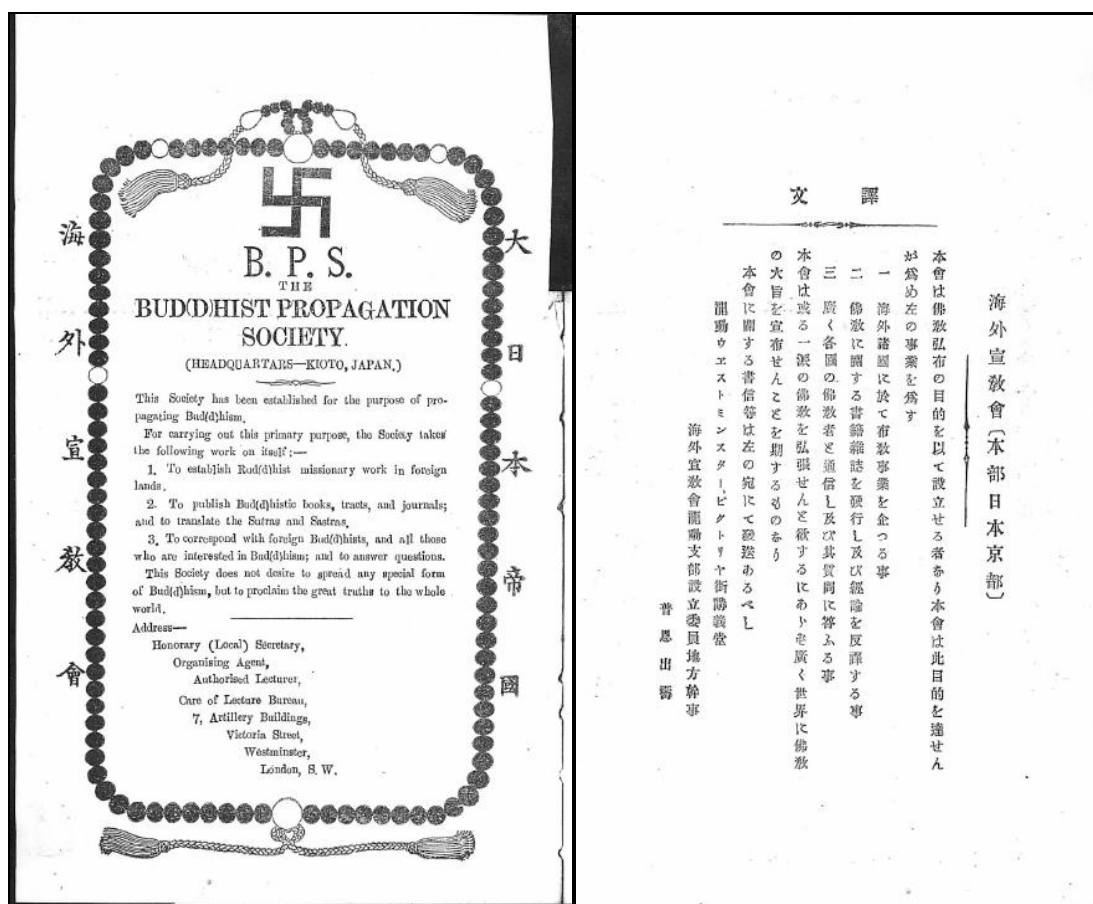 大日本帝國
海外宣敎會
B. P. S.
THE
BUD(D)HIST PROPAGATION
SOCIETY.
(HEADQUARTARS—KIOTO, JAPAN.)
This Society has been established for the purpose of pro-
pagating Bud(d)hism.
For carrying out this primary purpose, the Society takes
the following work on itself:—
1. To establish Rud(d)hist missionary work in foreign
lands.
2. To publish Bud(d)histic books, tracts, and journals;
and to translate the Sutras and Sastras.
3. To correspond with foreign Bud(d)hists, and all those
who are interested in Bud(d)hism; and to answer questions.
This Society does not desire to spread any special form
of Bud(d)hism, but to proclaim the great truths to the whole
world.
Address—
Honorary (Local) Secretary,
Organising Agent,
Authorised Lecturer,
Care of Lecture Bureau,
7, Artillery Buildings,
Victoria Street,
Westminster,
London, S. W.
譯文
海外宣敎會〔本部日本京都〕
本會は佛敎弘布の目的を以て設立せる者なり本會は此目的を達せん
が爲め左の事業を爲す
一 海外諸國に於て布敎事業を企つる事
二 佛敎に關する書籍雜誌を發行し及び經論を反譯する事
三 廣く各國の佛敎者と通信し及び其質問に答ふる事
本會は或る一派の佛敎を弘張せんと欲するにあらず廣く世界に佛敎
の大旨を宣布せんことを期するものなり
本會に關する書信等は左の宛にて發送あるべし
龍動ウエストミンスター、ビクトリヤ街講義堂
海外宣敎會龍動支部設立委員地方幹事
普恩出